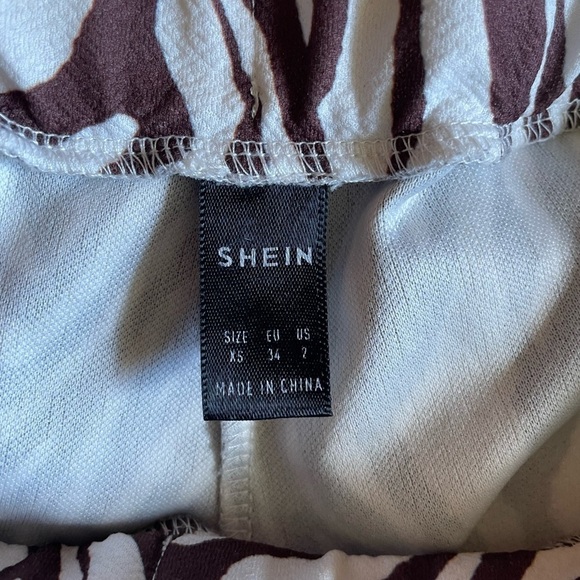 SHEIN
SIZE EU US
XS 34 2
MADE IN CHINA